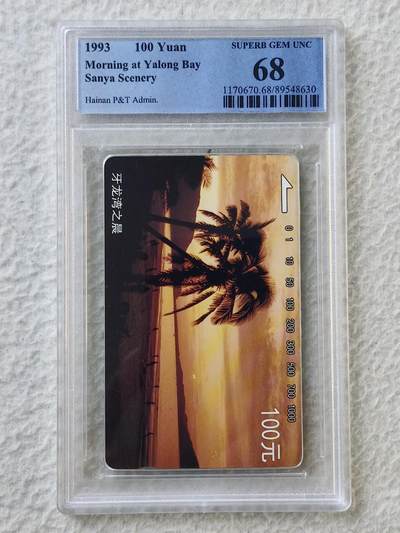 1993 100 Yuan
Morning at Yalong Bay
Sanya Scenery
Hainan P&T Admin.
SUPERB GEM UNC
68
1170670.68/89548630
牙龙湾之晨
0 1 10 50 100 200 300 500 700 1000
100元